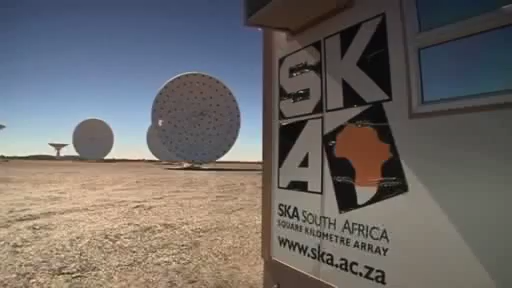 SK
A
SKA SOUTH AFRICA
SQUARE KILOMETRE ARRAY
www.ska.ac.za